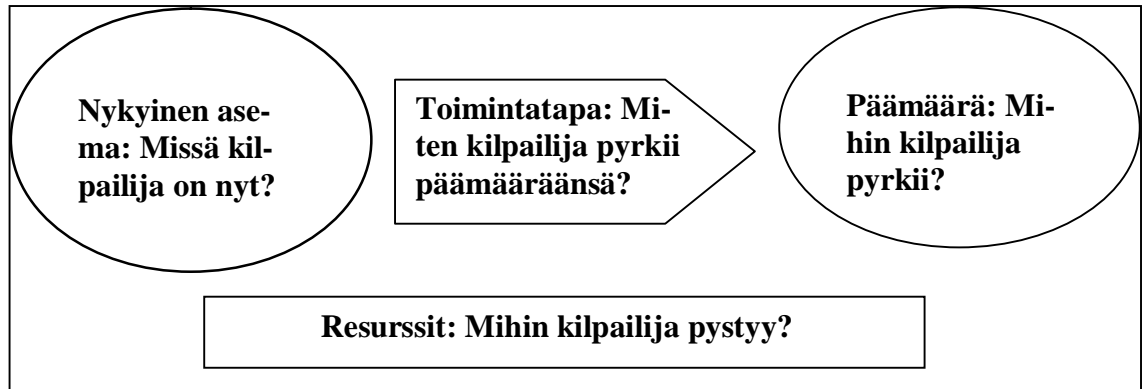 Nykyinen ase-
ma: Missä kil-
pailija on nyt?
Toimintatapa: Mi-
ten kilpailija pyrkii
päämääräänsä?
Päämäärä: Mi-
hin kilpailija
pyrkii?
Resurssit: Mihin kilpailija pystyy?